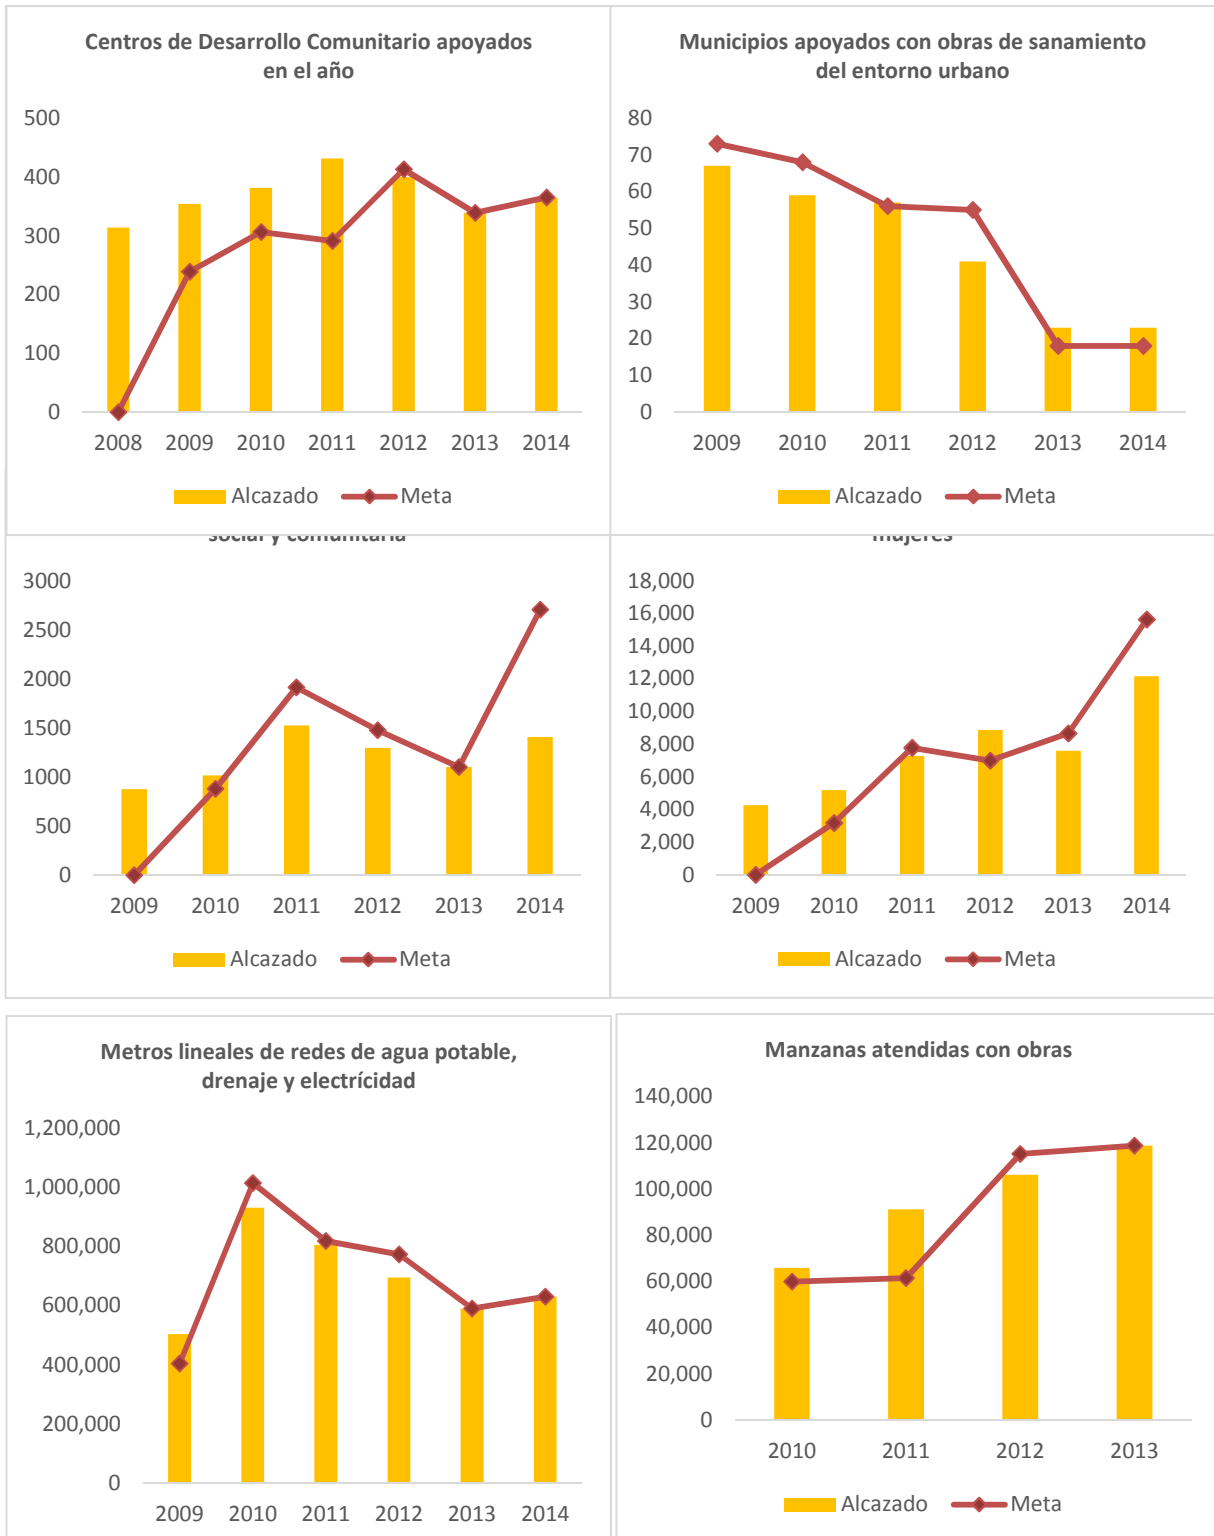 Centros de Desarrollo Comunitario apoyados
en el año
500
400
300
200
100
0
2008 2009 2010 2011 2012 2013 2014
Alcazado Meta
Municipios apoyados con obras de sanamiento
del entorno urbano
80
70
60
50
40
30
20
10
0
2009 2010 2011 2012 2013 2014
Alcazado Meta
social y comunitaria
3000
2500
2000
1500
1000
500
0
2009 2010 2011 2012 2013 2014
Alcazado Meta
mujeres
18,000
16,000
14,000
12,000
10,000
8,000
6,000
4,000
2,000
0
2009 2010 2011 2012 2013 2014
Alcazado Meta
Metros lineales de redes de agua potable,
drenaje y electrícidad
1,200,000
1,000,000
800,000
600,000
400,000
200,000
0
2009 2010 2011 2012 2013 2014
Manzanas atendidas con obras
140,000
120,000
100,000
80,000
60,000
40,000
20,000
0
2010 2011 2012 2013
Alcazado Meta